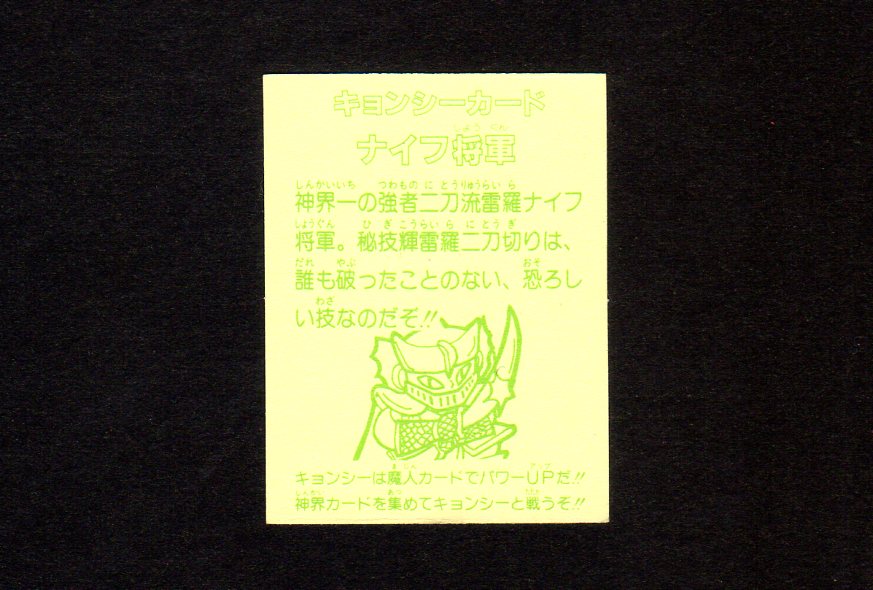 キョンシーカード
ナイフ将軍
神界一の強者二刀流雷羅ナイフ
将軍。秘技輝雷羅二刀切りは、
誰も破ったことのない、恐ろし
い技なのだぞ!!
キョンシーは魔人カードでパワーUPだ!!
神界カードを集めてキョンシーと戦うぞ!!